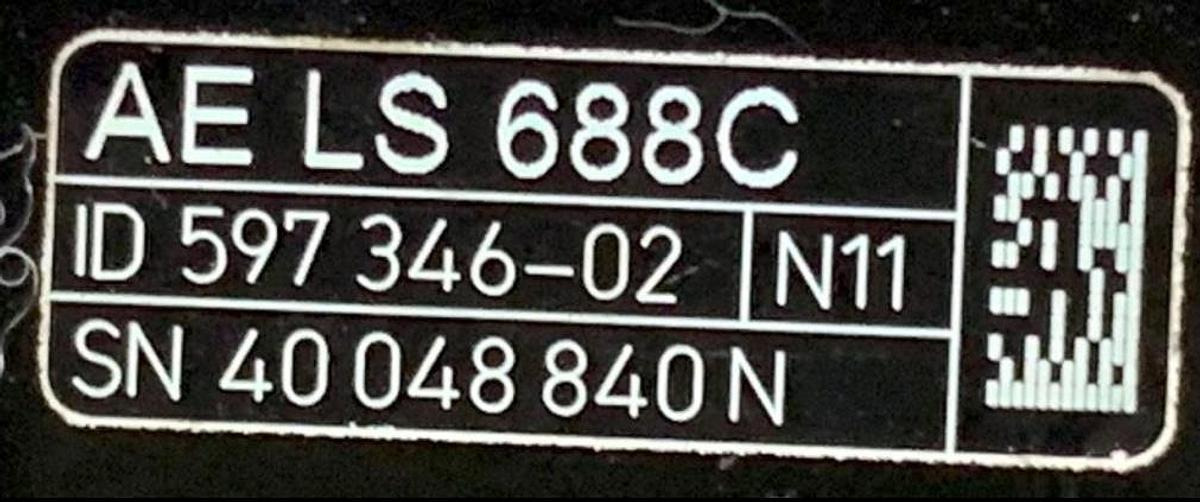 AE LS 688C
ID 597 346-02 N11
SN 40 048 840 N